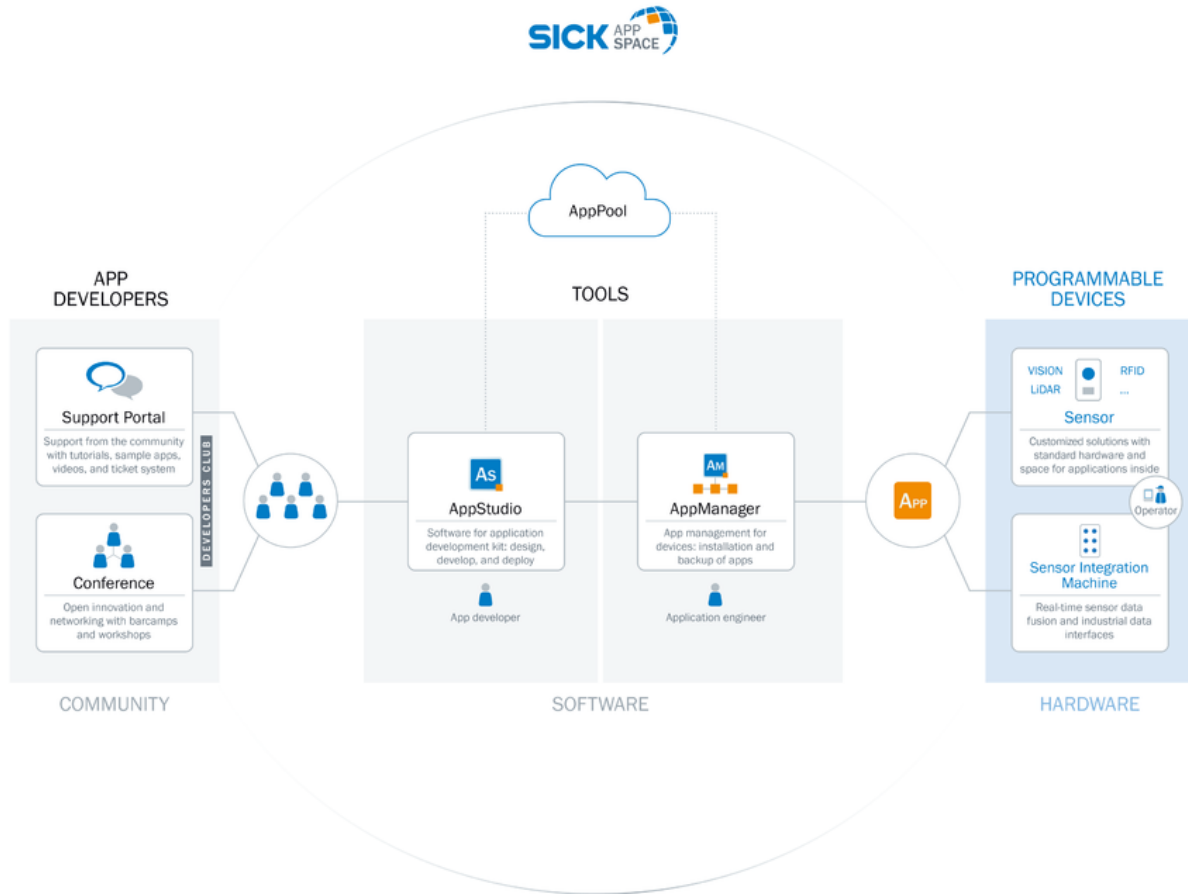 SICK APP
SPACE
AppPool
APP
DEVELOPERS
TOOLS
PROGRAMMABLE
DEVICES
Support Portal
Support from the community
with tutorials, sample apps,
videos, and ticket system
Conference
Open innovation and
networking with barcamps
and workshops
DEVELOPERS CLUB
As
AppStudio
Software for application
development kit: design,
develop, and deploy
App developer
AM
AppManager
App management for
devices: installation and
backup of apps
Application engineer
APP
VISION
RFID
LiDAR
...
Sensor
Customized solutions with
standard hardware and
space for applications inside
Operator
Sensor Integration
Machine
Real-time sensor data
fusion and industrial data
interfaces
COMMUNITY
SOFTWARE
HARDWARE